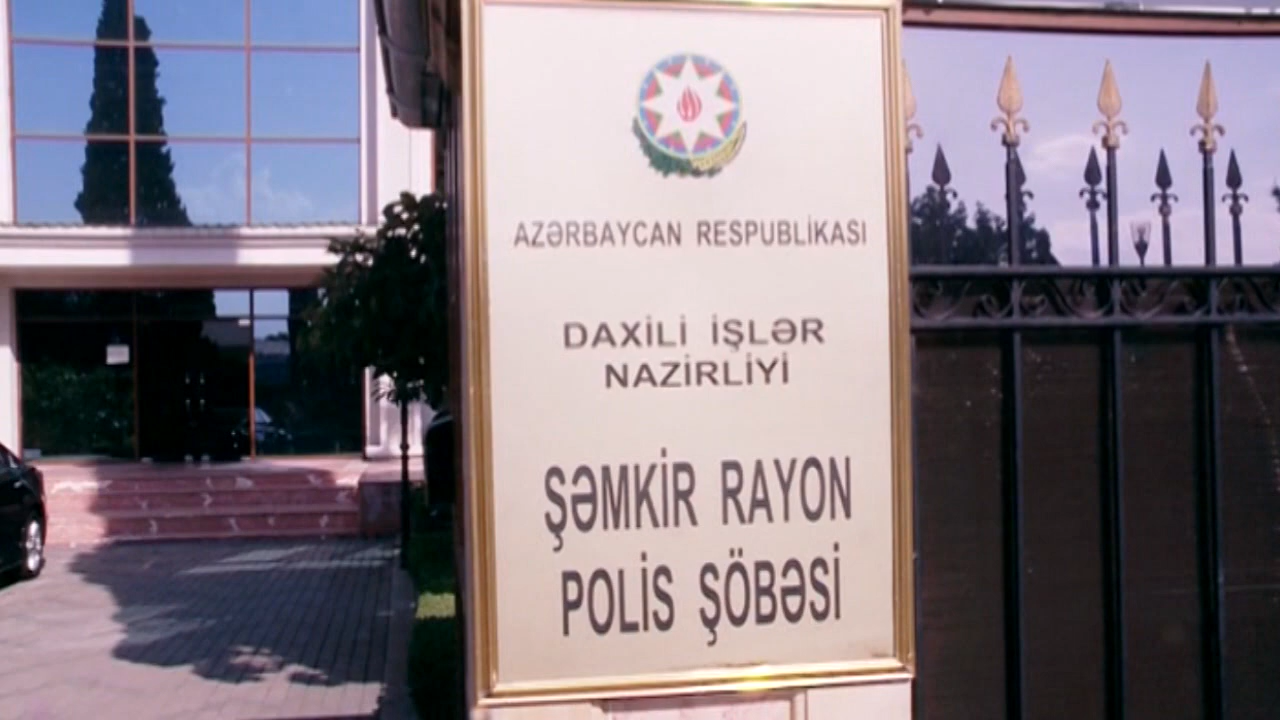 AZƏRBAYCAN RESPUBLİKASI
DAXİLİ İŞLƏR
NAZİRLİYİ
ŞƏMKİR RAYON
POLİS ŞÖBƏSİ